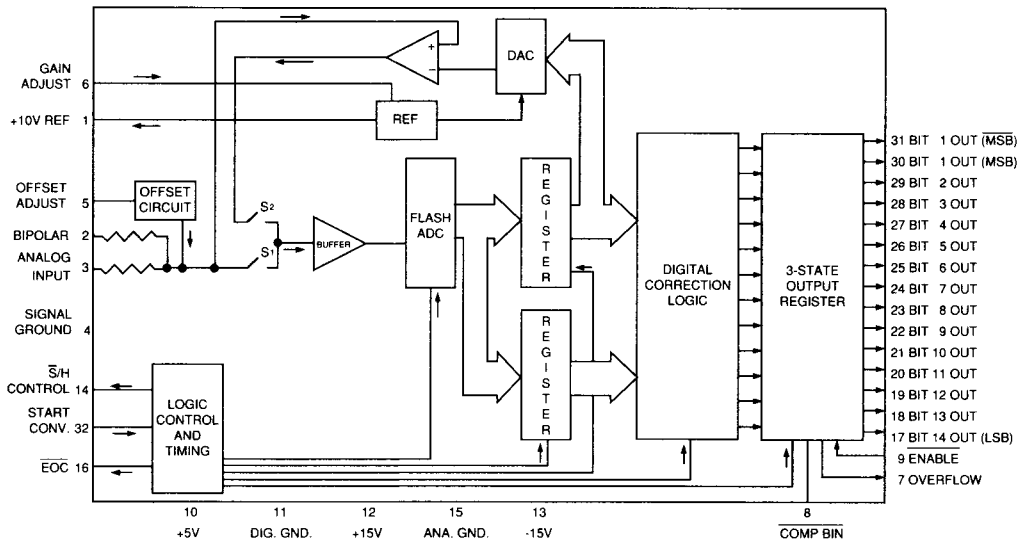 GAIN
ADJUST 6
+10V REF 1
OFFSET
ADJUST 5
BIPOLAR 2
ANALOG
INPUT 3
SIGNAL
GROUND 4
S̅/H
CONTROL 14
START
CONV. 32
E̅O̅C̅ 16
OFFSET
CIRCUIT
LOGIC
CONTROL
AND
TIMING
+
−
DAC
REF
S2
S1
BUFFER
FLASH
ADC
REGISTER
REGISTER
DIGITAL
CORRECTION
LOGIC
3-STATE
OUTPUT
REGISTER
31 BIT 1 OUT (M̅S̅B̅)
30 BIT 1 OUT (MSB)
29 BIT 2 OUT
28 BIT 3 OUT
27 BIT 4 OUT
26 BIT 5 OUT
25 BIT 6 OUT
24 BIT 7 OUT
23 BIT 8 OUT
22 BIT 9 OUT
21 BIT 10 OUT
20 BIT 11 OUT
19 BIT 12 OUT
18 BIT 13 OUT
17 BIT 14 OUT (LSB)
9 E̅N̅A̅B̅L̅E̅
7 OVERFLOW
10 11 12 15 13 8
+5V DIG. GND. +15V ANA. GND. -15V C̅O̅M̅P̅ B̅I̅N̅